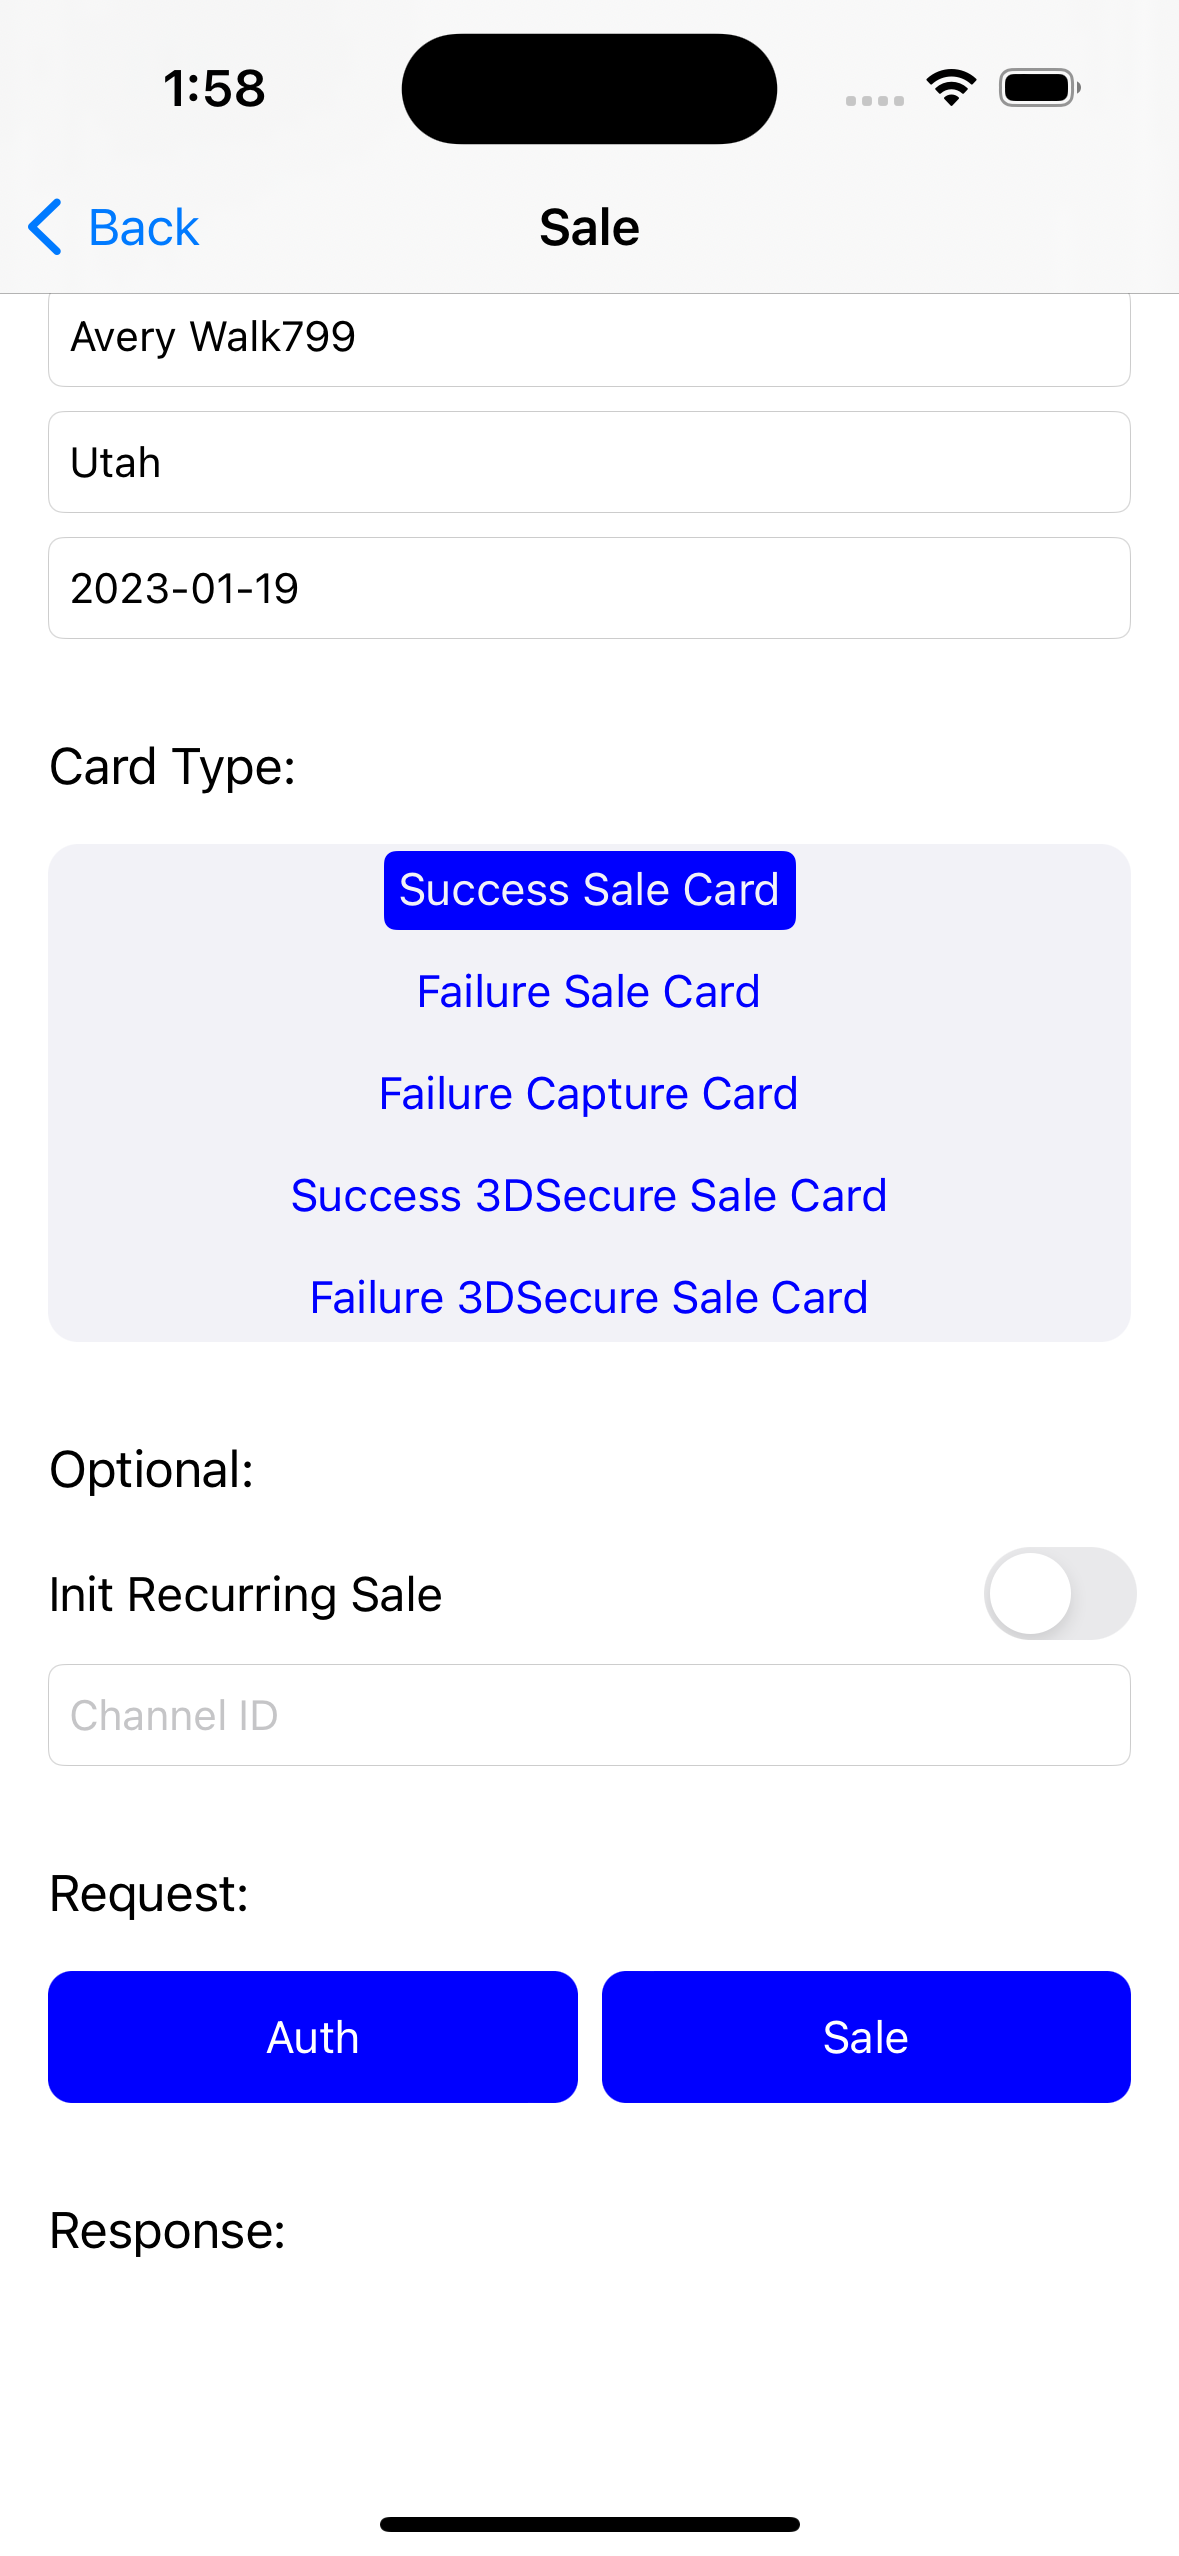 1:58
Back
Sale
Avery Walk799
Utah
2023-01-19
Card Type:
Success Sale Card
Failure Sale Card
Failure Capture Card
Success 3DSecure Sale Card
Failure 3DSecure Sale Card
Optional:
Init Recurring Sale
Channel ID
Request:
Auth
Sale
Response: